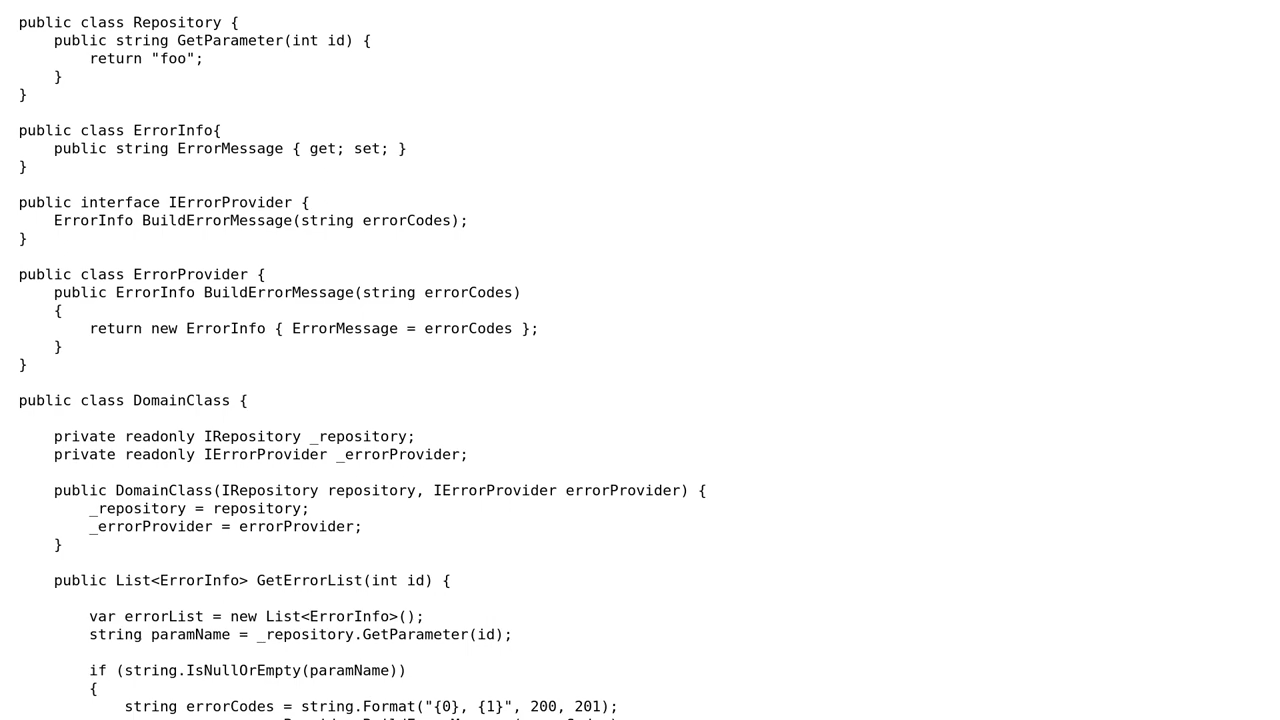 public class Repository {
    public string GetParameter(int id) {
        return "foo";
    }
}

public class ErrorInfo{
    public string ErrorMessage { get; set; }
}

public interface IErrorProvider {
    ErrorInfo BuildErrorMessage(string errorCodes);
}

public class ErrorProvider {
    public ErrorInfo BuildErrorMessage(string errorCodes)
    {
        return new ErrorInfo { ErrorMessage = errorCodes };
    }
}

public class DomainClass {

    private readonly IRepository _repository;
    private readonly IErrorProvider _errorProvider;

    public DomainClass(IRepository repository, IErrorProvider errorProvider) {
        _repository = repository;
        _errorProvider = errorProvider;
    }

    public List<ErrorInfo> GetErrorList(int id) {

        var errorList = new List<ErrorInfo>();
        string paramName = _repository.GetParameter(id);

        if (string.IsNullOrEmpty(paramName))
        {
            string errorCodes = string.Format("{0}, {1}", 200, 201);